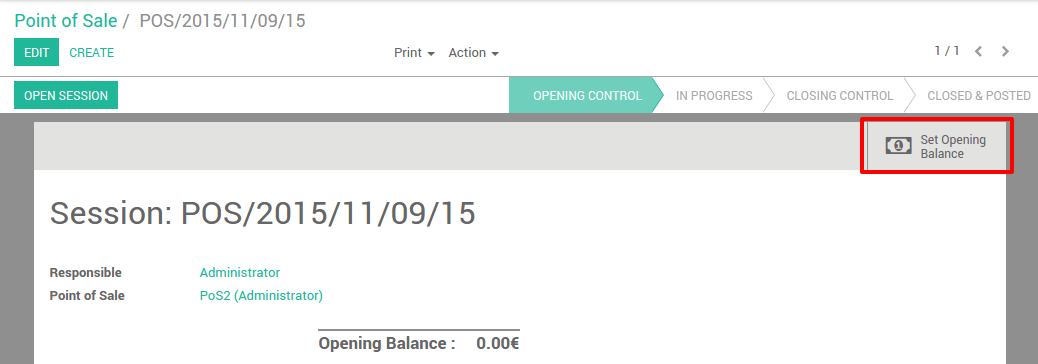 Point of Sale / POS/2015/11/09/15
EDIT CREATE Print Action 1 / 1
OPEN SESSION OPENING CONTROL IN PROGRESS CLOSING CONTROL CLOSED & POSTED
1 Set Opening
Balance
Session: POS/2015/11/09/15
Responsible Administrator
Point of Sale PoS2 (Administrator)
Opening Balance : 0.00€